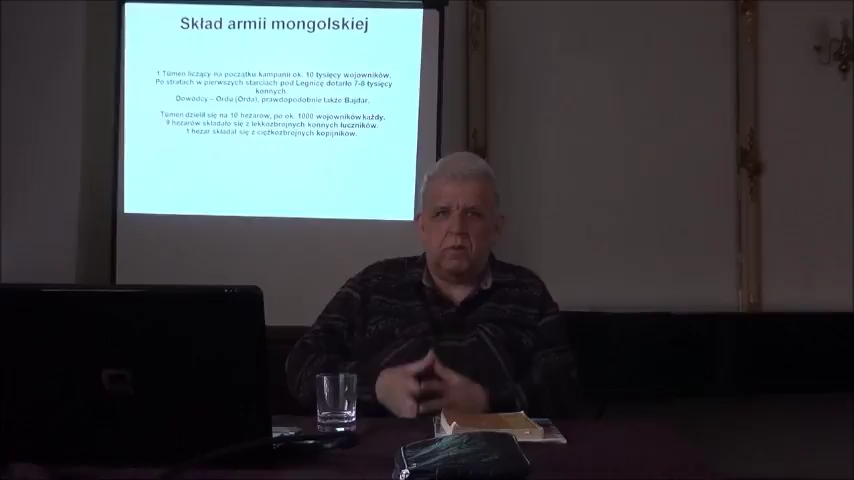 Skład armii mongolskiej
1 Tümen liczący na początku kampanii ok. 10 tysięcy wojowników.
Po stratach w pierwszych starciach pod Legnicę dotarło 7-8 tysięcy
konnych.
Dowódcy – Ordu (Orda), prawdopodobnie także Bajdar.
Tümen dzielił się na 10 hezarów, po ok. 1000 wojowników każdy.
9 hezarów składało się z lekkozbrojnych konnych łuczników.
1 hezar składał się z ciężkozbrojnych kopijników.